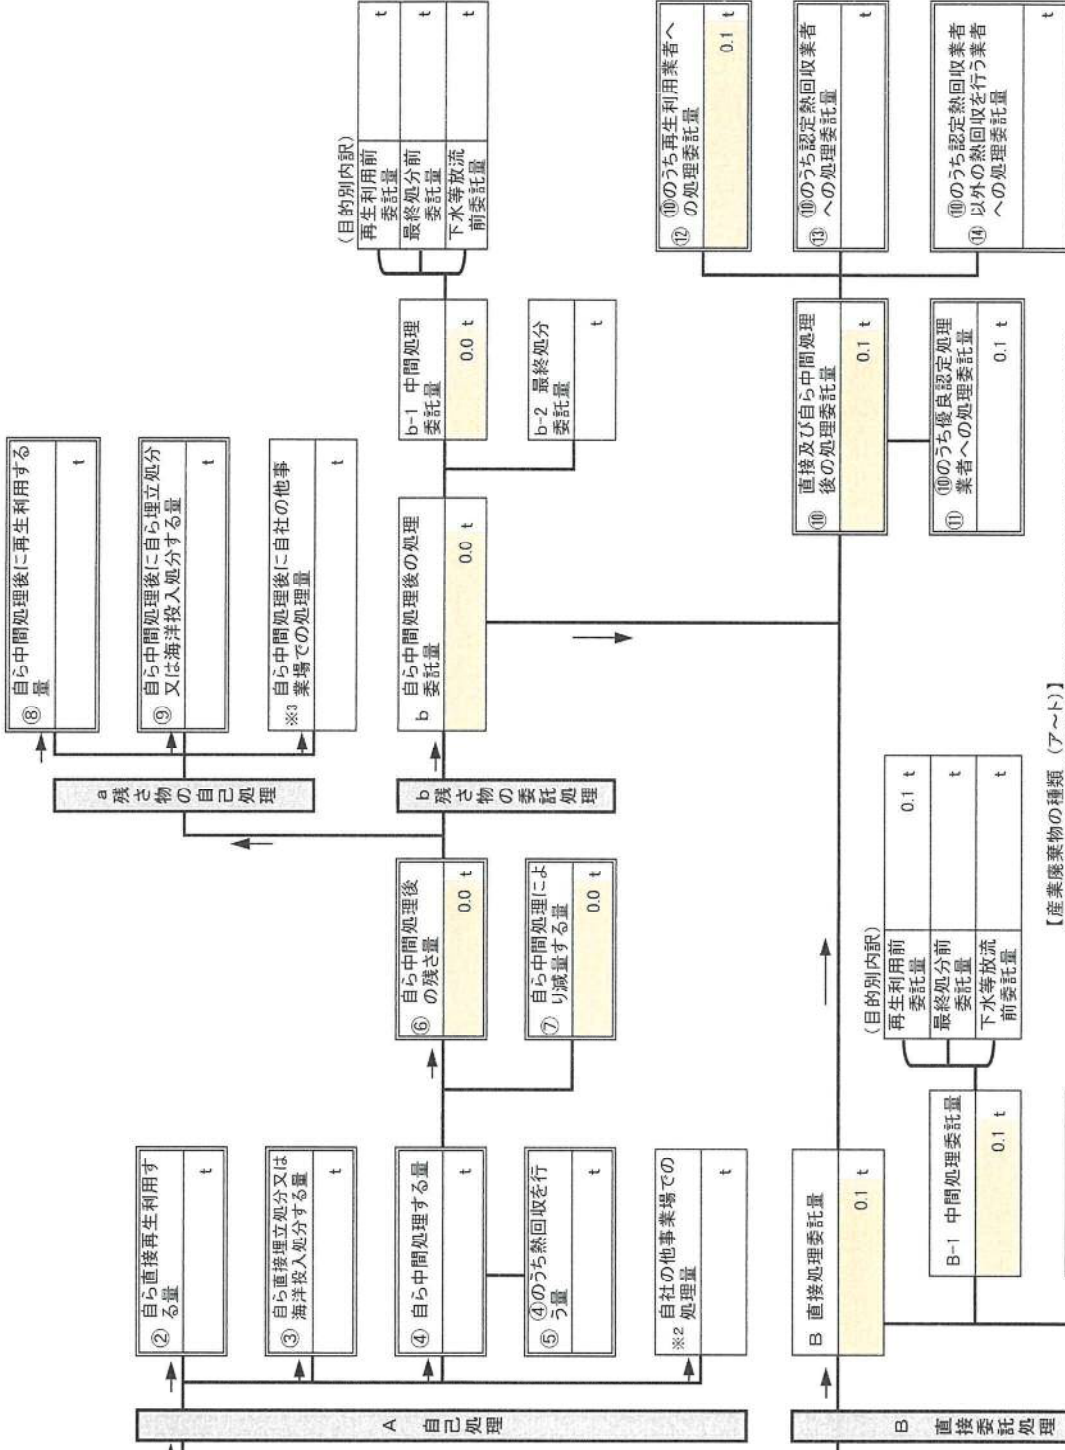 A 自己処理
② 自ら直接再生利用す
る量
t
③ 自ら直接埋立処分又は
海洋投入処分する量
t
④ 自ら中間処理する量
t
⑤ ④のうち熱回収を行
う量
t
※2 自社の他事業場での
処理量
t
⑥ 自ら中間処理後
の残さ量
0.0 t
⑦ 自ら中間処理によ
り減量する量
0.0 t
a 残さ物の自己処理
⑧ 自ら中間処理後に再生利用する
量
t
⑨ 自ら中間処理後に自ら埋立処分
又は海洋投入処分する量
t
※3 自ら中間処理後に自社の他事
業場での処理量
t
b 残さ物の委託処理
b 自ら中間処理後の処理
委託量
0.0 t
b-1 中間処理
委託量
0.0 t
b-2 最終処分
委託量
t
(目的別内訳)
再生利用前
委託量
t
最終処分前
委託量
t
下水等放流
前委託量
t
B 直接委託処理
B 直接処理委託量
0.1 t
B-1 中間処理委託量
0.1 t
(目的別内訳)
再生利用前
委託量
0.1 t
最終処分前
委託量
t
下水等放流
前委託量
t
⑩ 直接及び自ら中間処理
後の処理委託量
0.1 t
⑪ ⑩のうち優良認定処理
業者への処理委託量
0.1 t
⑫ ⑩のうち再生利用業者へ
の処理委託量
0.1 t
⑬ ⑩のうち認定熱回収業者
への処理委託量
t
⑭ ⑩のうち認定熱回収業者
以外の熱回収を行う業者
への処理委託量
t
【産業廃棄物の種類 (ア～ト)】